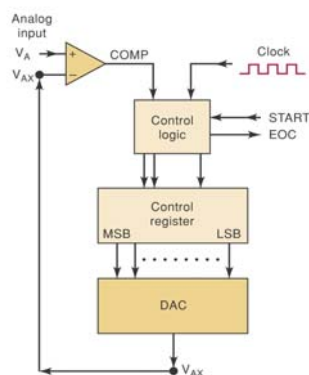 Analog
input
V_A
+
COMP
Clock
V_AX
−
START
Control
logic
EOC
Control
register
MSB
LSB
DAC
V_AX